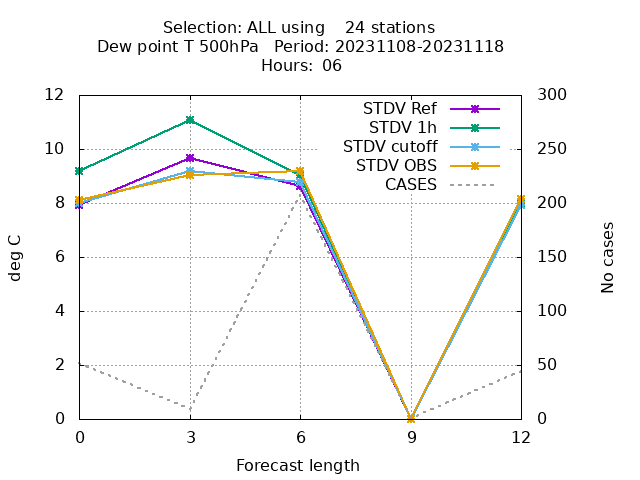 Selection: ALL using    24 stations
Dew point T 500hPa   Period: 20231108-20231118
Hours: 06
12 300
STDV Ref
STDV 1h
10 250
STDV cutoff
STDV OBS
CASES
8 200
6 150
deg C No cases
4 100
2 50
0 0
0 3 6 9 12
Forecast length